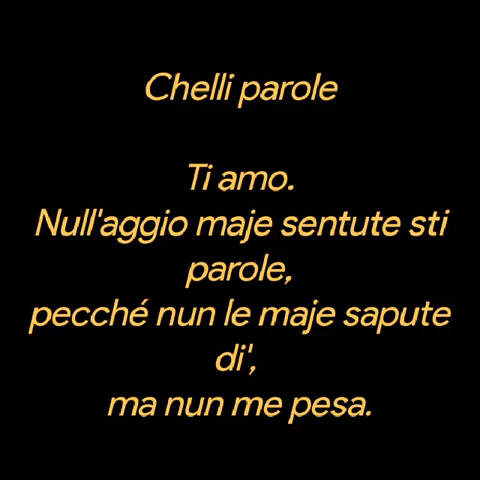 Chelli parole
Ti amo.
Null'aggio maje sentute sti
parole,
pecché nun le maje sapute
di',
ma nun me pesa.